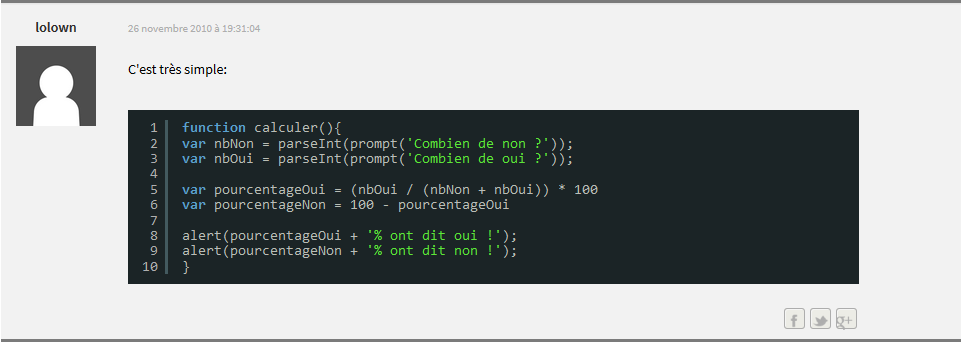 lolown
26 novembre 2010 à 19:31:04
C'est très simple:
1 function calculer(){
2 var nbNon = parseInt(prompt('Combien de non ?'));
3 var nbOui = parseInt(prompt('Combien de oui ?'));
4
5 var pourcentageOui = (nbOui / (nbNon + nbOui)) * 100
6 var pourcentageNon = 100 - pourcentageOui
7
8 alert(pourcentageOui + '% ont dit oui !');
9 alert(pourcentageNon + '% ont dit non !');
10 }
f g+